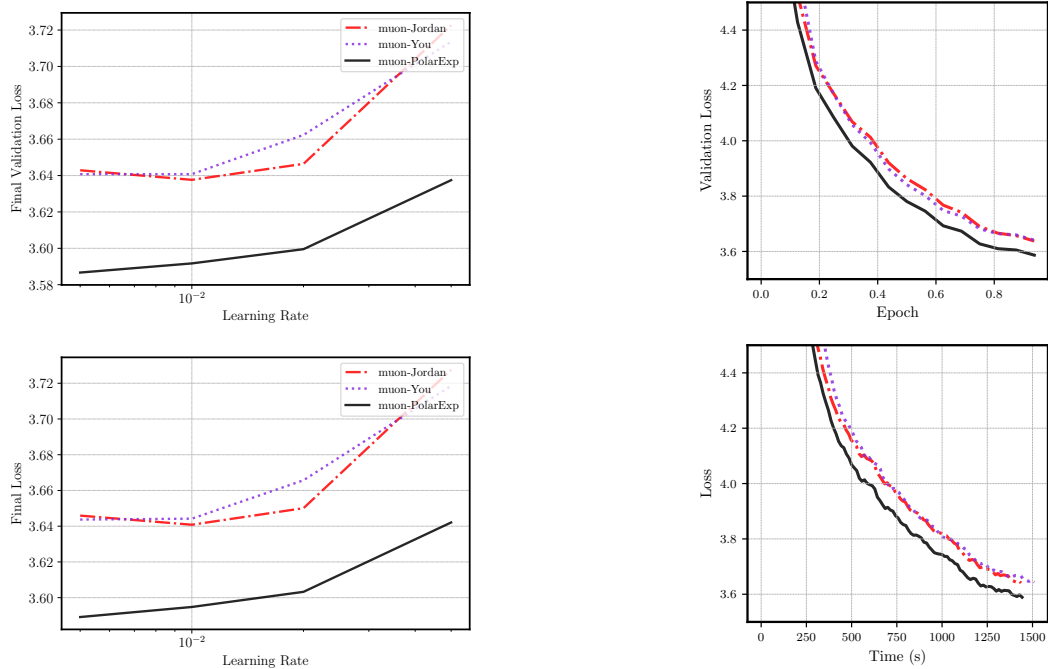 3.72
3.70
3.68
3.66
3.64
3.62
3.60
3.58
Final Validation Loss
muon-Jordan
muon-You
muon-PolarExp
10⁻²
Learning Rate
4.4
4.2
4.0
3.8
3.6
Validation Loss
0.0 0.2 0.4 0.6 0.8
Epoch
3.72
3.70
3.68
3.66
3.64
3.62
3.60
Final Loss
muon-Jordan
muon-You
muon-PolarExp
10⁻²
Learning Rate
4.4
4.2
4.0
3.8
3.6
Loss
0 250 500 750 1000 1250 1500
Time (s)